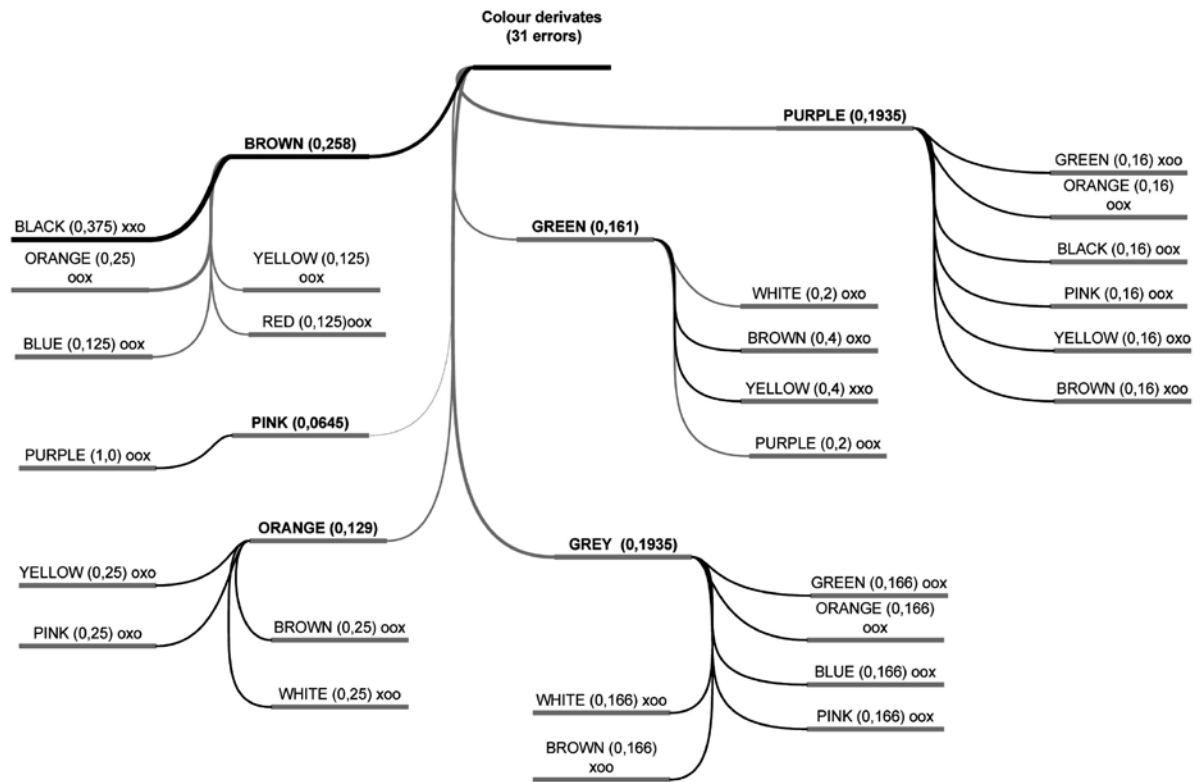 Colour derivates
(31 errors)
BROWN (0,258)
BLACK (0,375) xxo
ORANGE (0,25)
oox
BLUE (0,125) oox
YELLOW (0,125)
oox
RED (0,125)oox
PINK (0,0645)
PURPLE (1,0) oox
ORANGE (0,129)
YELLOW (0,25) oxo
PINK (0,25) oxo
BROWN (0,25) oox
WHITE (0,25) xoo
PURPLE (0,1935)
GREEN (0,16) xoo
ORANGE (0,16)
oox
BLACK (0,16) oox
PINK (0,16) oox
YELLOW (0,16) oxo
BROWN (0,16) xoo
GREEN (0,161)
WHITE (0,2) oxo
BROWN (0,4) oxo
YELLOW (0,4) xxo
PURPLE (0,2) oox
GREY (0,1935)
GREEN (0,166) oox
ORANGE (0,166)
oox
BLUE (0,166) oox
PINK (0,166) oox
WHITE (0,166) xoo
BROWN (0,166)
xoo